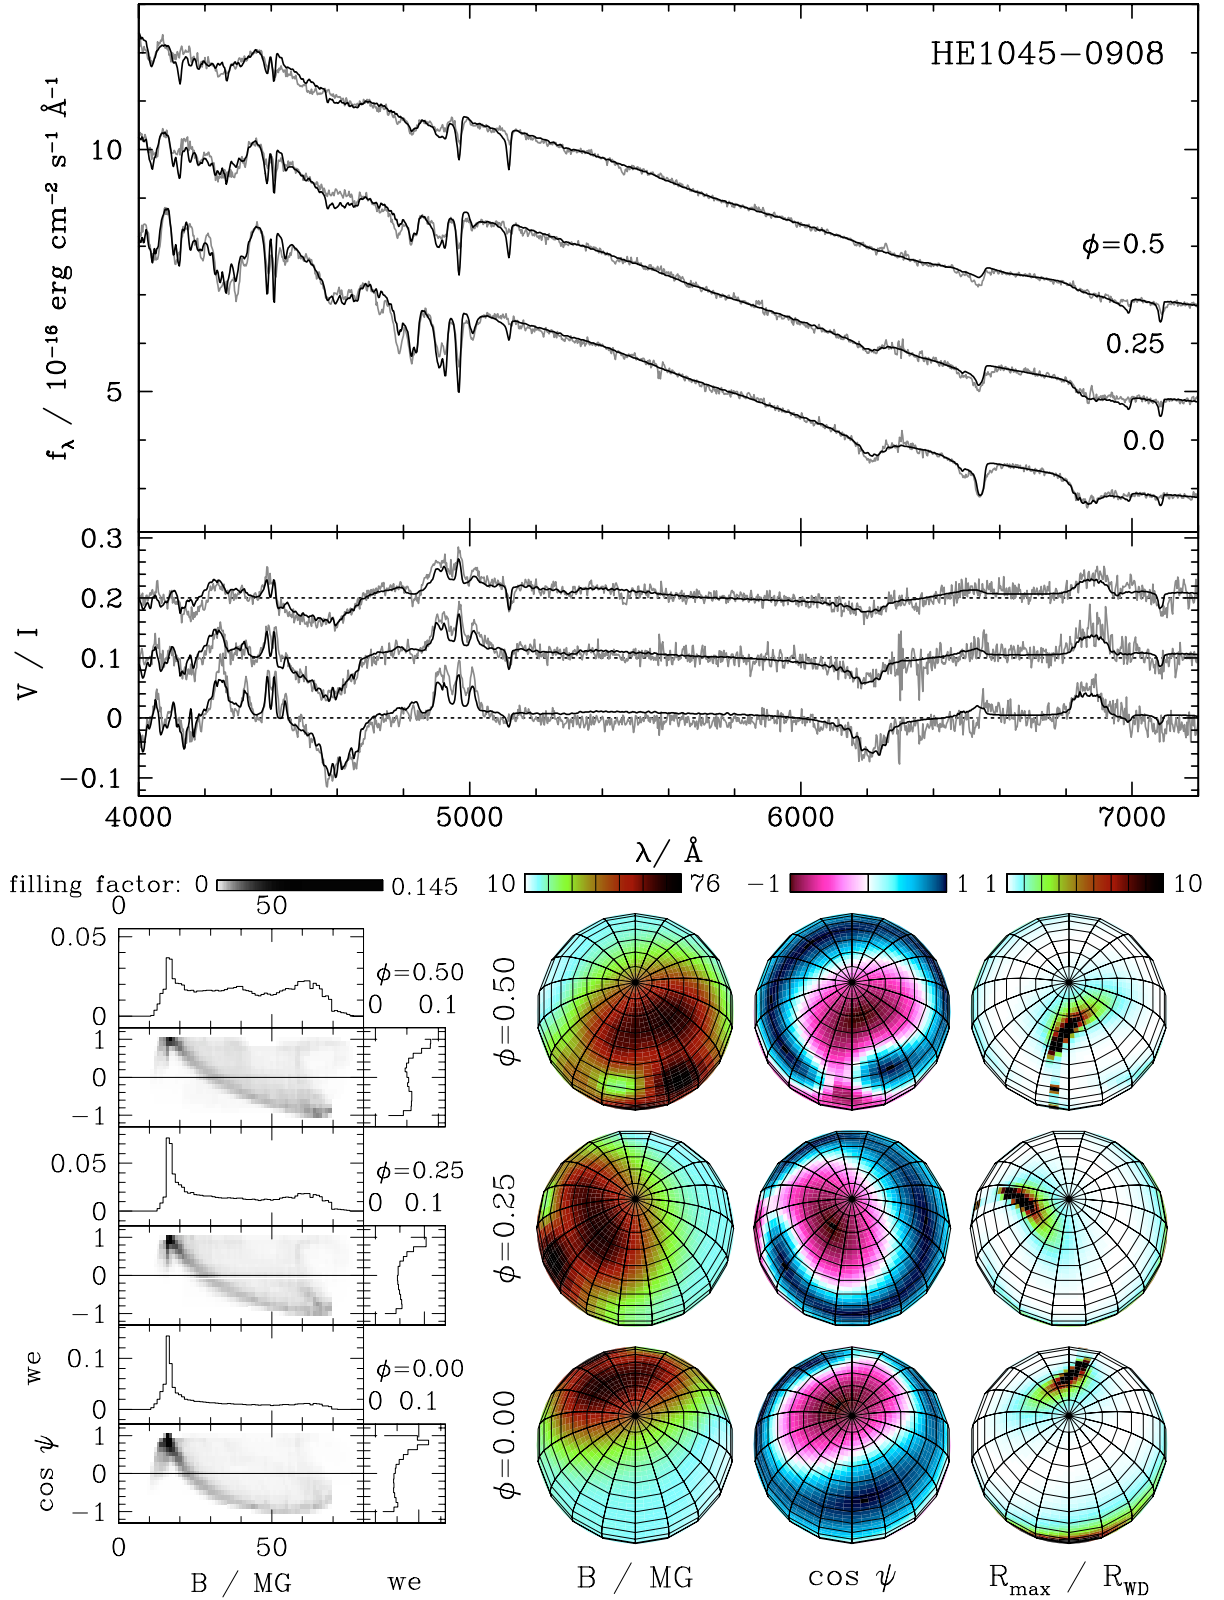 HE1045−0908
10
5
f_λ / 10⁻¹⁶ erg cm⁻² s⁻¹ Å⁻¹
ϕ=0.5
0.25
0.0
0.3
0.2
0.1
0
−0.1
V / I
4000 5000 6000 7000
λ/ Å
filling factor: 0 0.145
10 76
−1 1
1 10
0 50
0.05
0
ϕ=0.50
0 0.1
1
0
−1
ϕ=0.50
0.05
0
ϕ=0.25
0 0.1
1
0
−1
ϕ=0.25
we
0.1
0
ϕ=0.00
0 0.1
cos ψ
1
0
−1
ϕ=0.00
0 50
B / MG
we
B / MG
cos ψ
R_max / R_WD